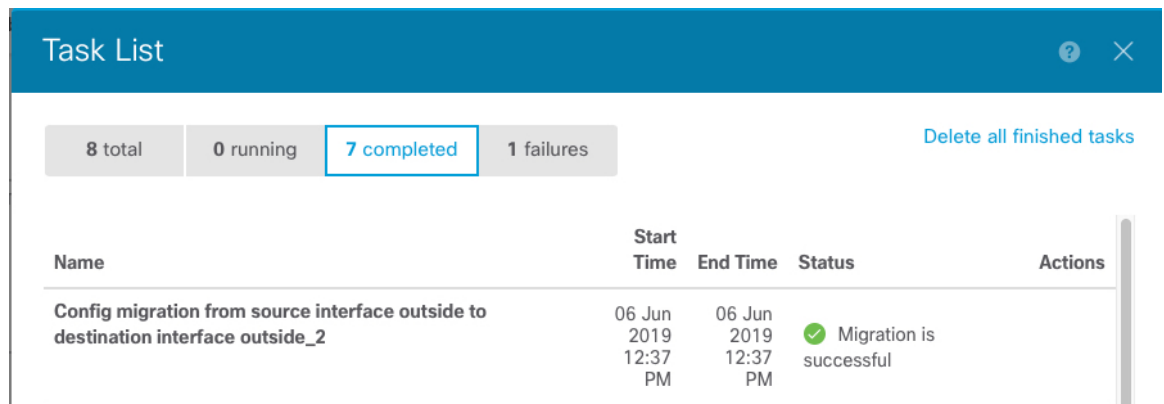 Task List
8 total 0 running 7 completed 1 failures Delete all finished tasks
Start
Name Time End Time Status Actions
Config migration from source interface outside to
destination interface outside_2
06 Jun
2019
12:37
PM
06 Jun
2019
12:37
PM
Migration is
successful